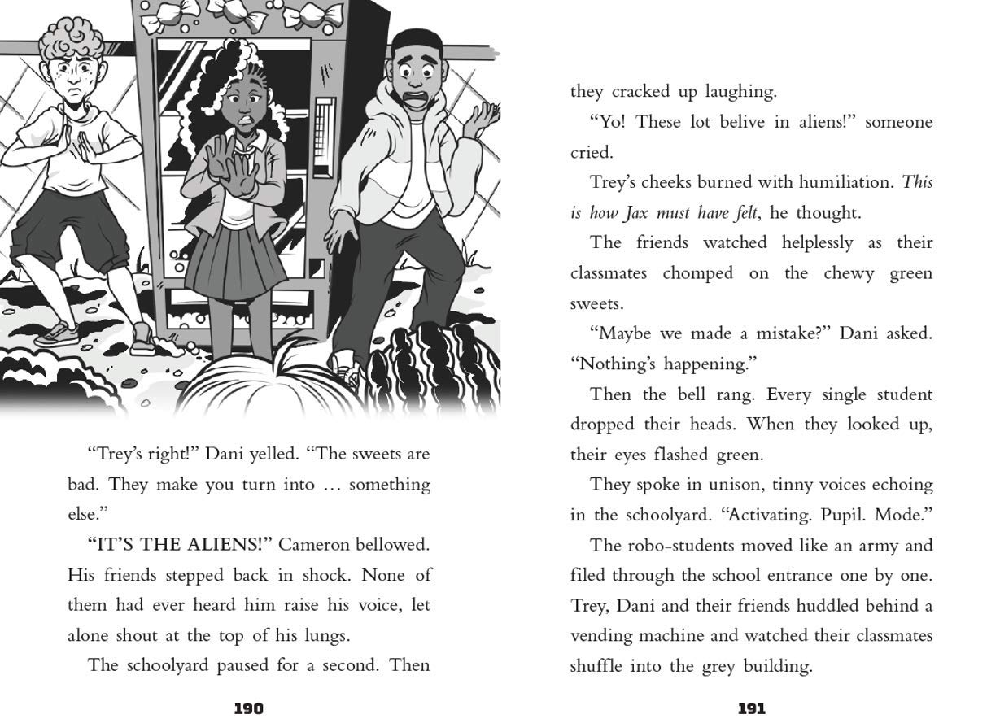 “Trey’s right!” Dani yelled. “The sweets are
bad. They make you turn into … something
else.”
“IT’S THE ALIENS!” Cameron bellowed.
His friends stepped back in shock. None of
them had ever heard him raise his voice, let
alone shout at the top of his lungs.
The schoolyard paused for a second. Then
190
they cracked up laughing.
“Yo! These lot belive in aliens!” someone
cried.
Trey’s cheeks burned with humiliation. This
is how Jax must have felt, he thought.
The friends watched helplessly as their
classmates chomped on the chewy green
sweets.
“Maybe we made a mistake?” Dani asked.
“Nothing’s happening.”
Then the bell rang. Every single student
dropped their heads. When they looked up,
their eyes flashed green.
They spoke in unison, tinny voices echoing
in the schoolyard. “Activating. Pupil. Mode.”
The robo-students moved like an army and
filed through the school entrance one by one.
Trey, Dani and their friends huddled behind a
vending machine and watched their classmates
shuffle into the grey building.
191